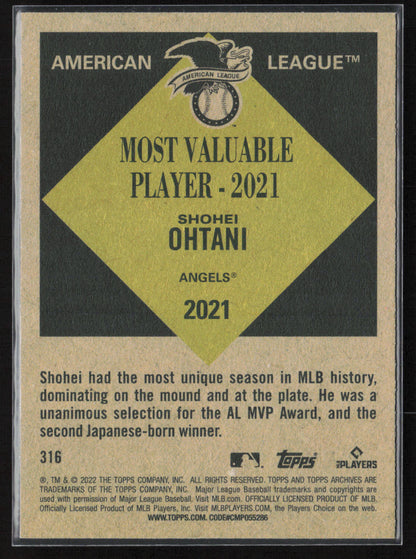 AMERICAN LEAGUE™
AMERICAN LEAGUE
MOST VALUABLE
PLAYER - 2021
SHOHEI
OHTANI
ANGELS®
2021
Shohei had the most unique season in MLB history,
dominating on the mound and at the plate. He was a
unanimous selection for the AL MVP Award, and the
second Japanese-born winner.
316
topps®
PLAYERS
®, TM & © 2022 THE TOPPS COMPANY, INC. ALL RIGHTS RESERVED. TOPPS AND TOPPS ARCHIVES ARE
TRADEMARKS OF THE TOPPS COMPANY, INC. Major League Baseball trademarks and copyrights are
used with permission of Major League Baseball. Visit MLB.com. OFFICIALLY LICENSED PRODUCT OF MLB.
Officially Licensed Product of MLB Players, Inc. Visit MLBPLAYERS.COM, the Players Choice on the web.
WWW.TOPPS.COM. CODE#CMP055286